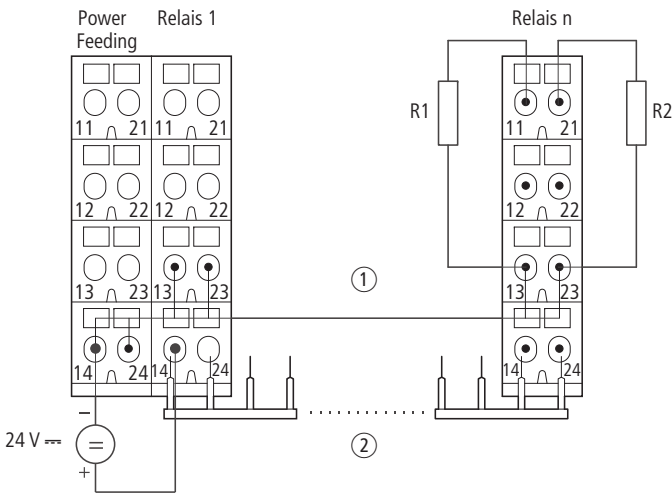 Power Feeding
Relais 1
Relais n
11 21 11 21 11 21
R1
R2
12 22 12 22 12 22
13 23 13 23 13 23
①
14 24 14 24 14 24
24 V ⎓
−
=
+
②